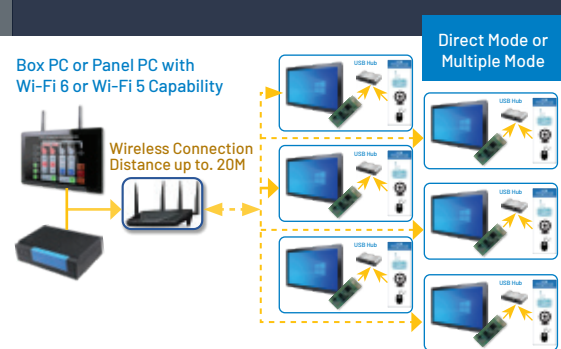 Direct Mode or
Multiple Mode
Box PC or Panel PC with
Wi-Fi 6 or Wi-Fi 5 Capability
Wireless Connection
Distance up to. 20M
USB Hub
USB Hub
USB Hub
USB Hub
USB Hub
USB Hub